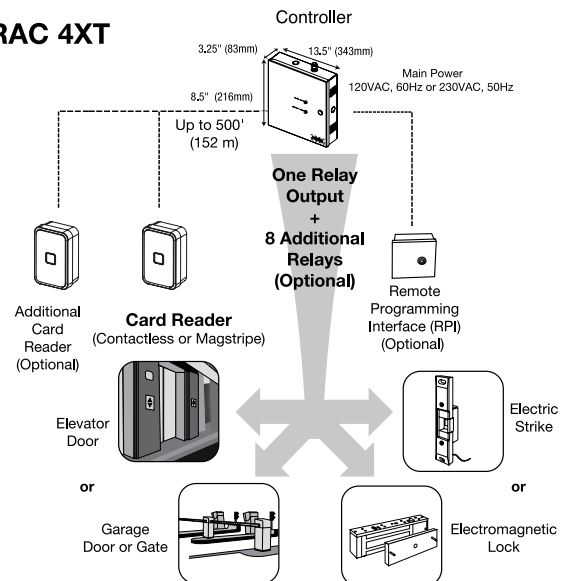 RAC 4XT
Controller
3.25" (83mm)
13.5" (343mm)
8.5" (216mm)
Main Power
120VAC, 60Hz or 230VAC, 50Hz
Up to 500'
(152 m)
One Relay
Output
+
8 Additional
Relays
(Optional)
Additional
Card
Reader
(Optional)
Card Reader
(Contactless or Magstripe)
Remote
Programming
Interface (RPI)
(Optional)
Elevator
Door
Electric
Strike
or
or
Garage
Door or Gate
Electromagnetic
Lock